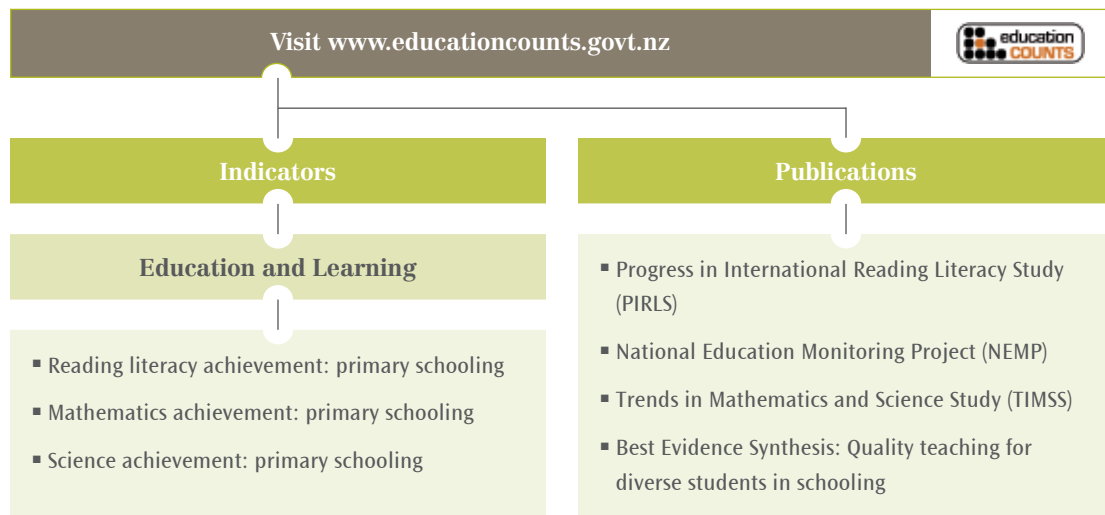 Visit www.educationcounts.govt.nz
education
COUNTS
Indicators
Education and Learning
▪ Reading literacy achievement: primary schooling
▪ Mathematics achievement: primary schooling
▪ Science achievement: primary schooling
Publications
▪ Progress in International Reading Literacy Study
(PIRLS)
▪ National Education Monitoring Project (NEMP)
▪ Trends in Mathematics and Science Study (TIMSS)
▪ Best Evidence Synthesis: Quality teaching for
diverse students in schooling